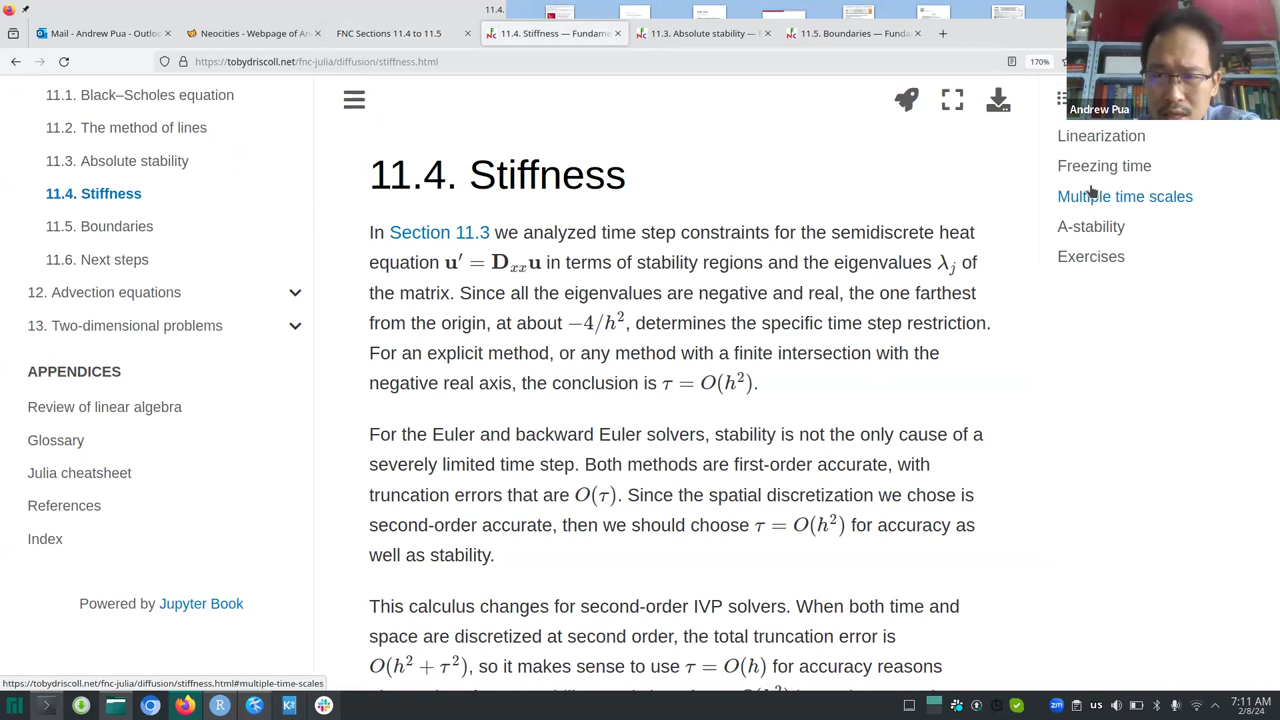 11.4.
Mail - Andrew Pua - Outloo
Neocities - Webpage of An
FNC Sections 11.4 to 11.5
11.4. Stiffness — Fundame
11.3. Absolute stability —
11.5. Boundaries — Funda
https://tobydriscoll.net/fnc-julia/diffusion/stiffness.html
170%
Andrew Pua
11.1. Black–Scholes equation
11.2. The method of lines
11.3. Absolute stability
11.4. Stiffness
11.5. Boundaries
11.6. Next steps
12. Advection equations
13. Two-dimensional problems
APPENDICES
Review of linear algebra
Glossary
Julia cheatsheet
References
Index
Powered by Jupyter Book
11.4. Stiffness
In Section 11.3 we analyzed time step constraints for the semidiscrete heat
equation u′ = Dₓₓu in terms of stability regions and the eigenvalues λⱼ of
the matrix. Since all the eigenvalues are negative and real, the one farthest
from the origin, at about −4/h², determines the specific time step restriction.
For an explicit method, or any method with a finite intersection with the
negative real axis, the conclusion is τ = O(h²).
For the Euler and backward Euler solvers, stability is not the only cause of a
severely limited time step. Both methods are first-order accurate, with
truncation errors that are O(τ). Since the spatial discretization we chose is
second-order accurate, then we should choose τ = O(h²) for accuracy as
well as stability.
This calculus changes for second-order IVP solvers. When both time and
space are discretized at second order, the total truncation error is
O(h² + τ²), so it makes sense to use τ = O(h) for accuracy reasons
Linearization
Freezing time
Multiple time scales
A-stability
Exercises
https://tobydriscoll.net/fnc-julia/diffusion/stiffness.html#multiple-time-scales
us
7:11 AM
2/8/24